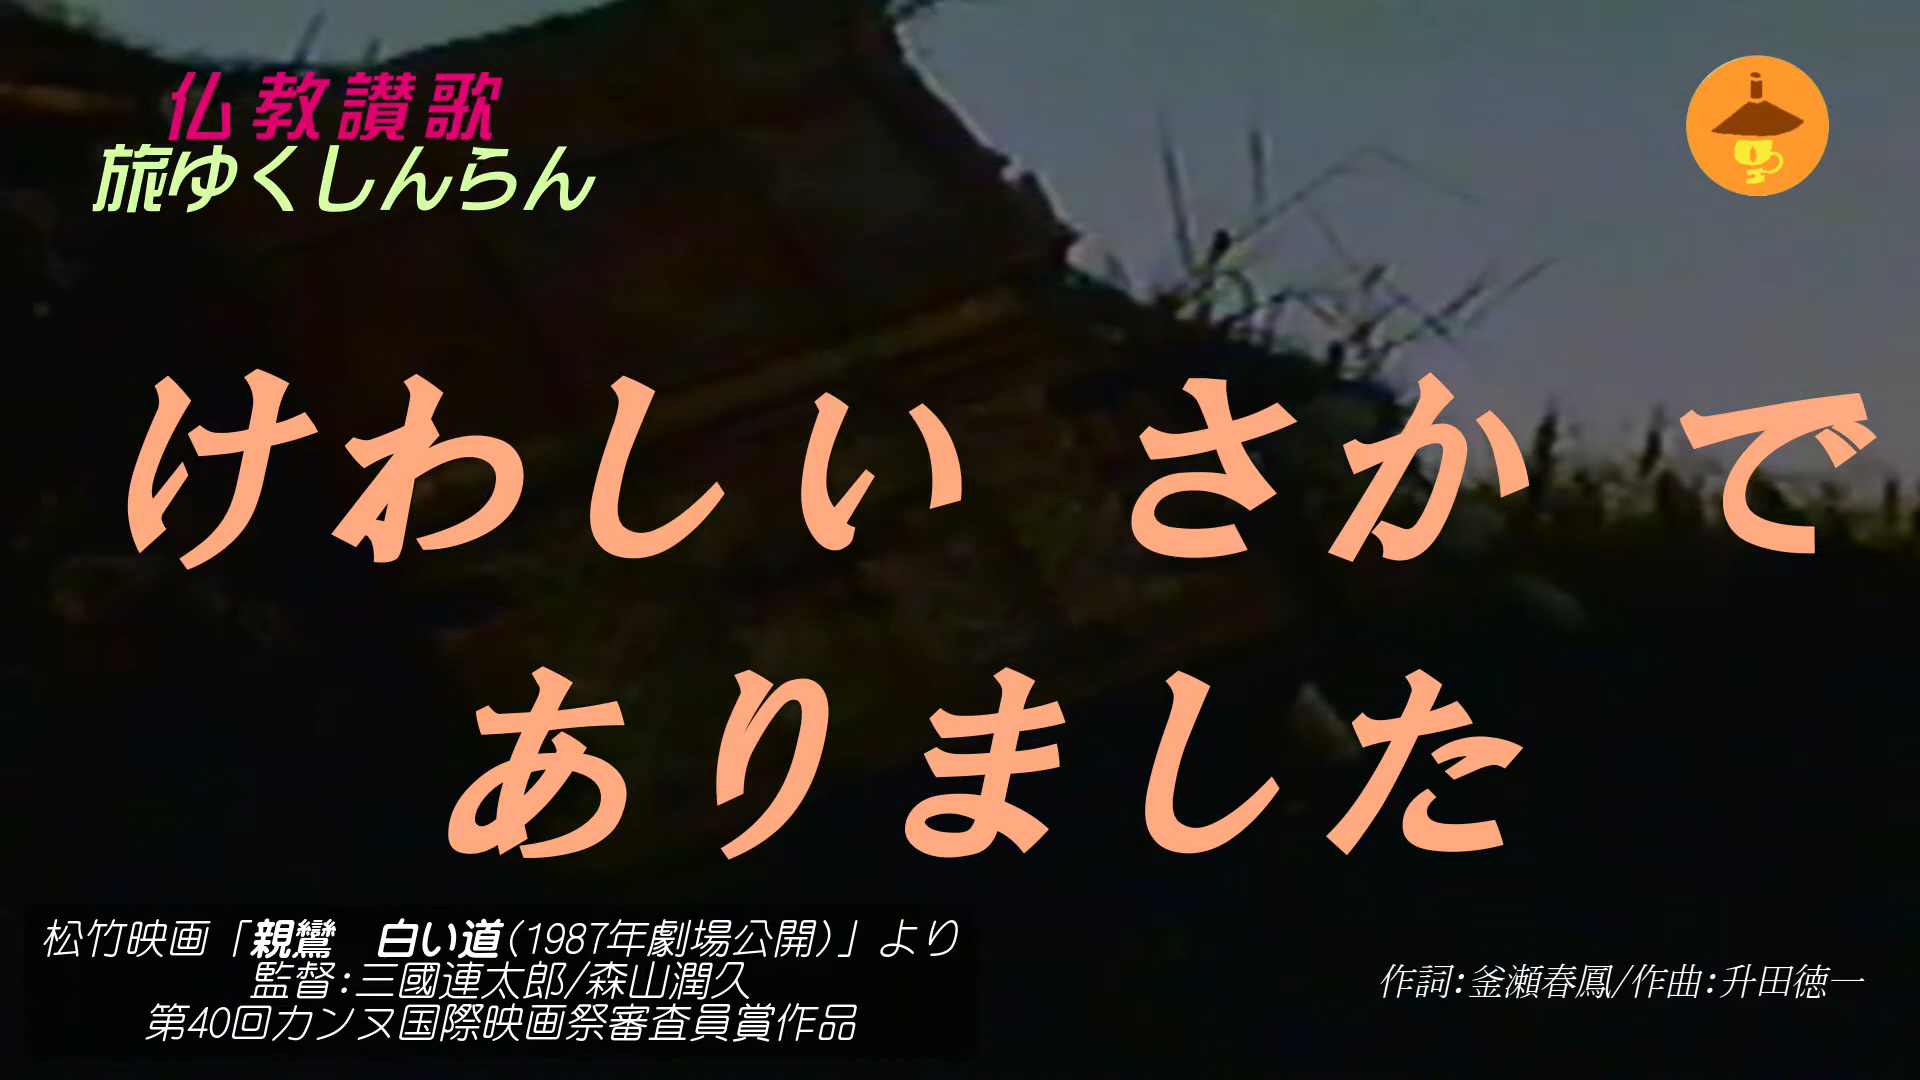 仏教讃歌
旅ゆくしんらん
けわしい さか で
ありました
松竹映画「親鸞　白い道(1987年劇場公開)」より
監督:三國連太郎/森山潤久
第40回カンヌ国際映画祭審査員賞作品
作詞:釜瀬春鳳/作曲:升田徳一